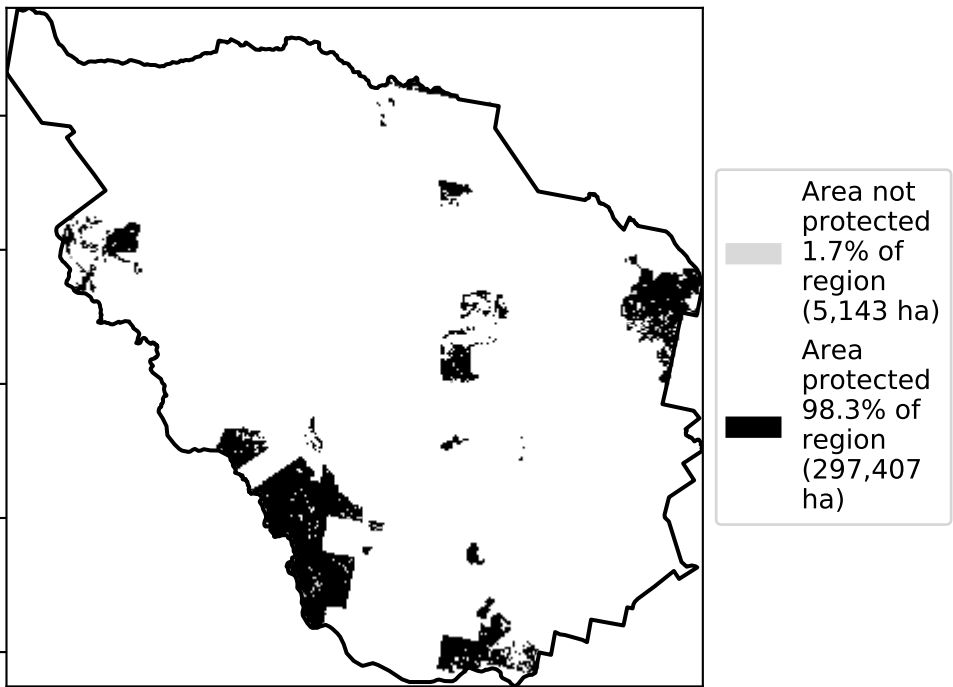 Area not
protected
1.7% of
region
(5,143 ha)
Area
protected
98.3% of
region
(297,407
ha)